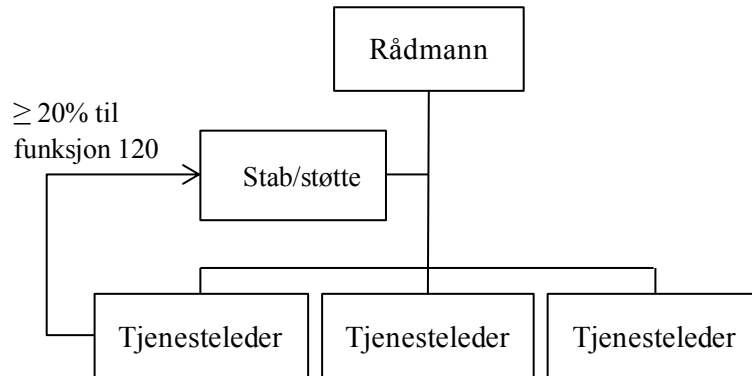 Rådmann
≥ 20% til
funksjon 120
Stab/støtte
Tjenesteleder
Tjenesteleder
Tjenesteleder